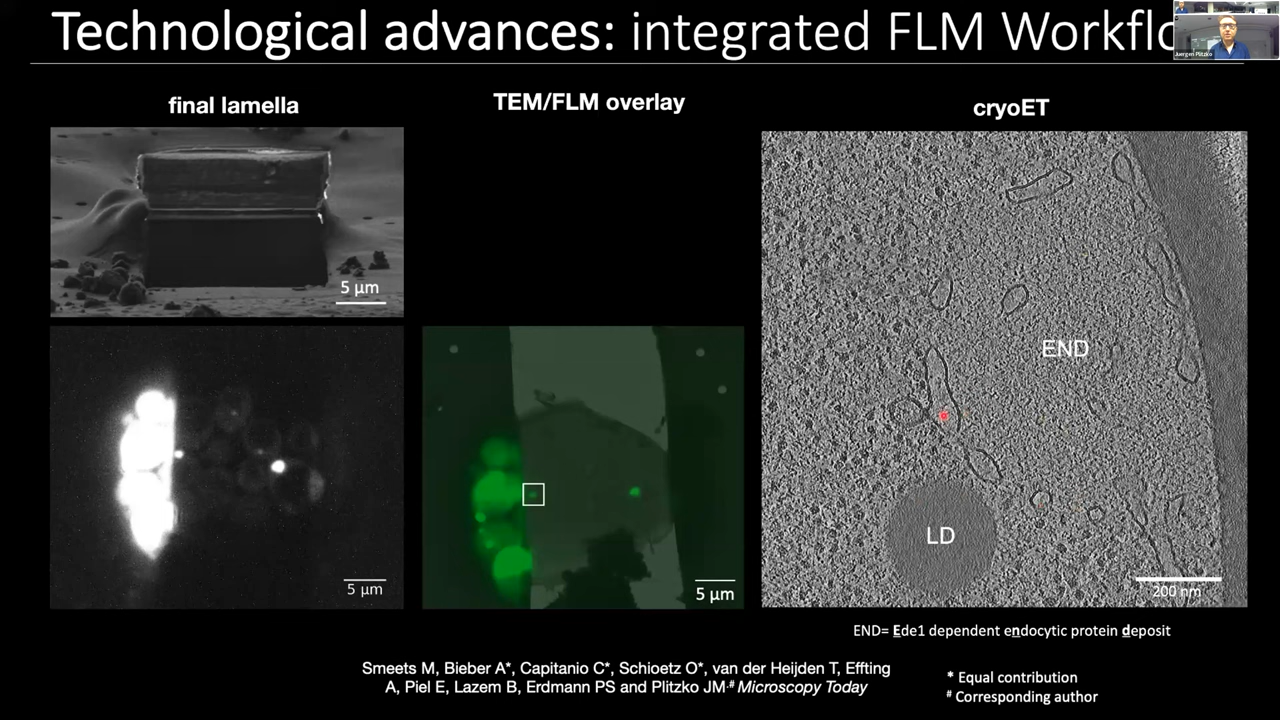 Technological advances: integrated FLM Workflo
Juergen Plitzko
final lamella
TEM/FLM overlay
cryoET
5 µm
5 µm
5 µm
END
LD
200 nm
END= Ede1 dependent endocytic protein deposit
Smeets M, Bieber A*, Capitanio C*, Schioetz O*, van der Heijden T, Effting
A, Piel E, Lazem B, Erdmann PS and Plitzko JM.# Microscopy Today
* Equal contribution
# Corresponding author